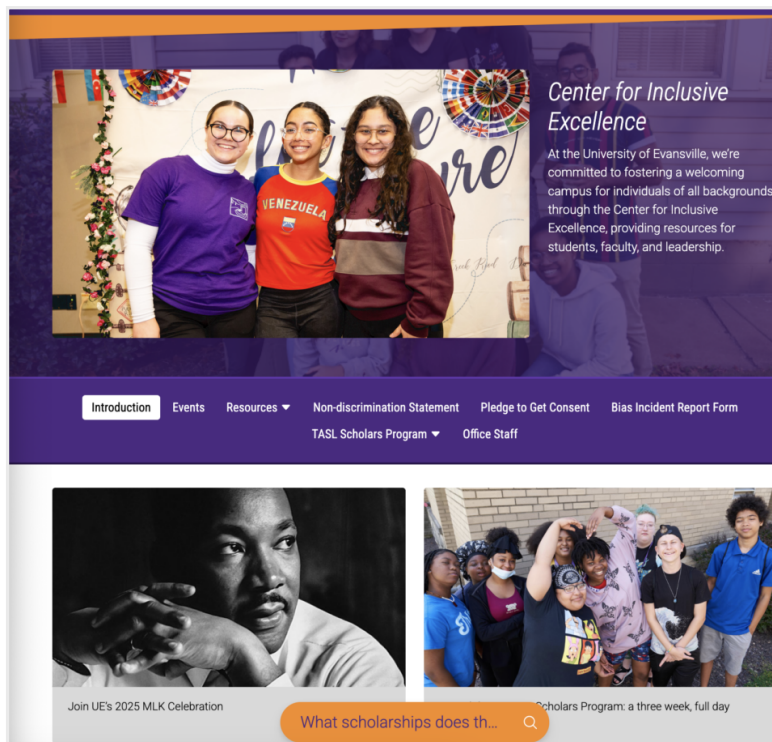 Culture
VENEZUELA
Center for Inclusive
Excellence
At the University of Evansville, we're
committed to fostering a welcoming
campus for individuals of all backgrounds
through the Center for Inclusive
Excellence, providing resources for
students, faculty, and leadership.
Introduction
Events
Resources
Non-discrimination Statement
Pledge to Get Consent
Bias Incident Report Form
TASL Scholars Program
Office Staff
Join UE's 2025 MLK Celebration
Scholars Program: a three week, full day
What scholarships does th...